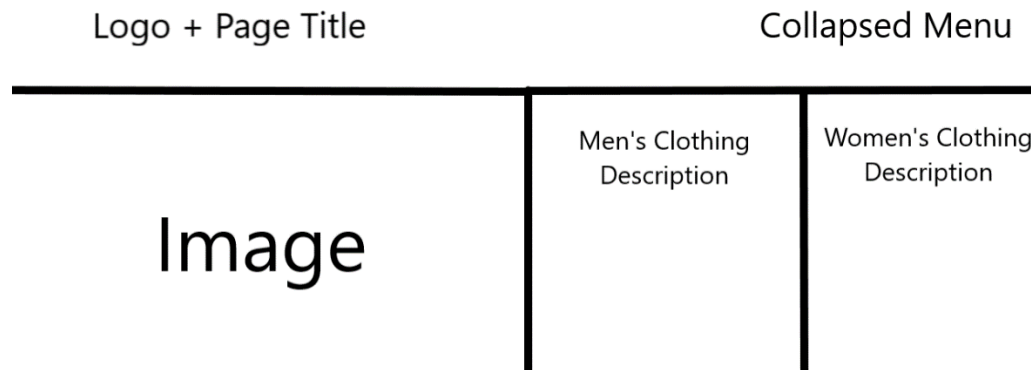 Logo + Page Title
Collapsed Menu
Image
Men's Clothing
Description
Women's Clothing
Description